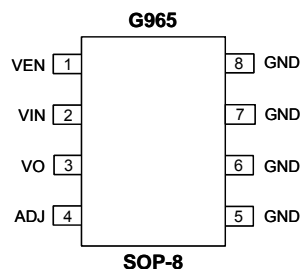 G965
VEN 1 8 GND
VIN 2 7 GND
VO 3 6 GND
ADJ 4 5 GND
SOP-8